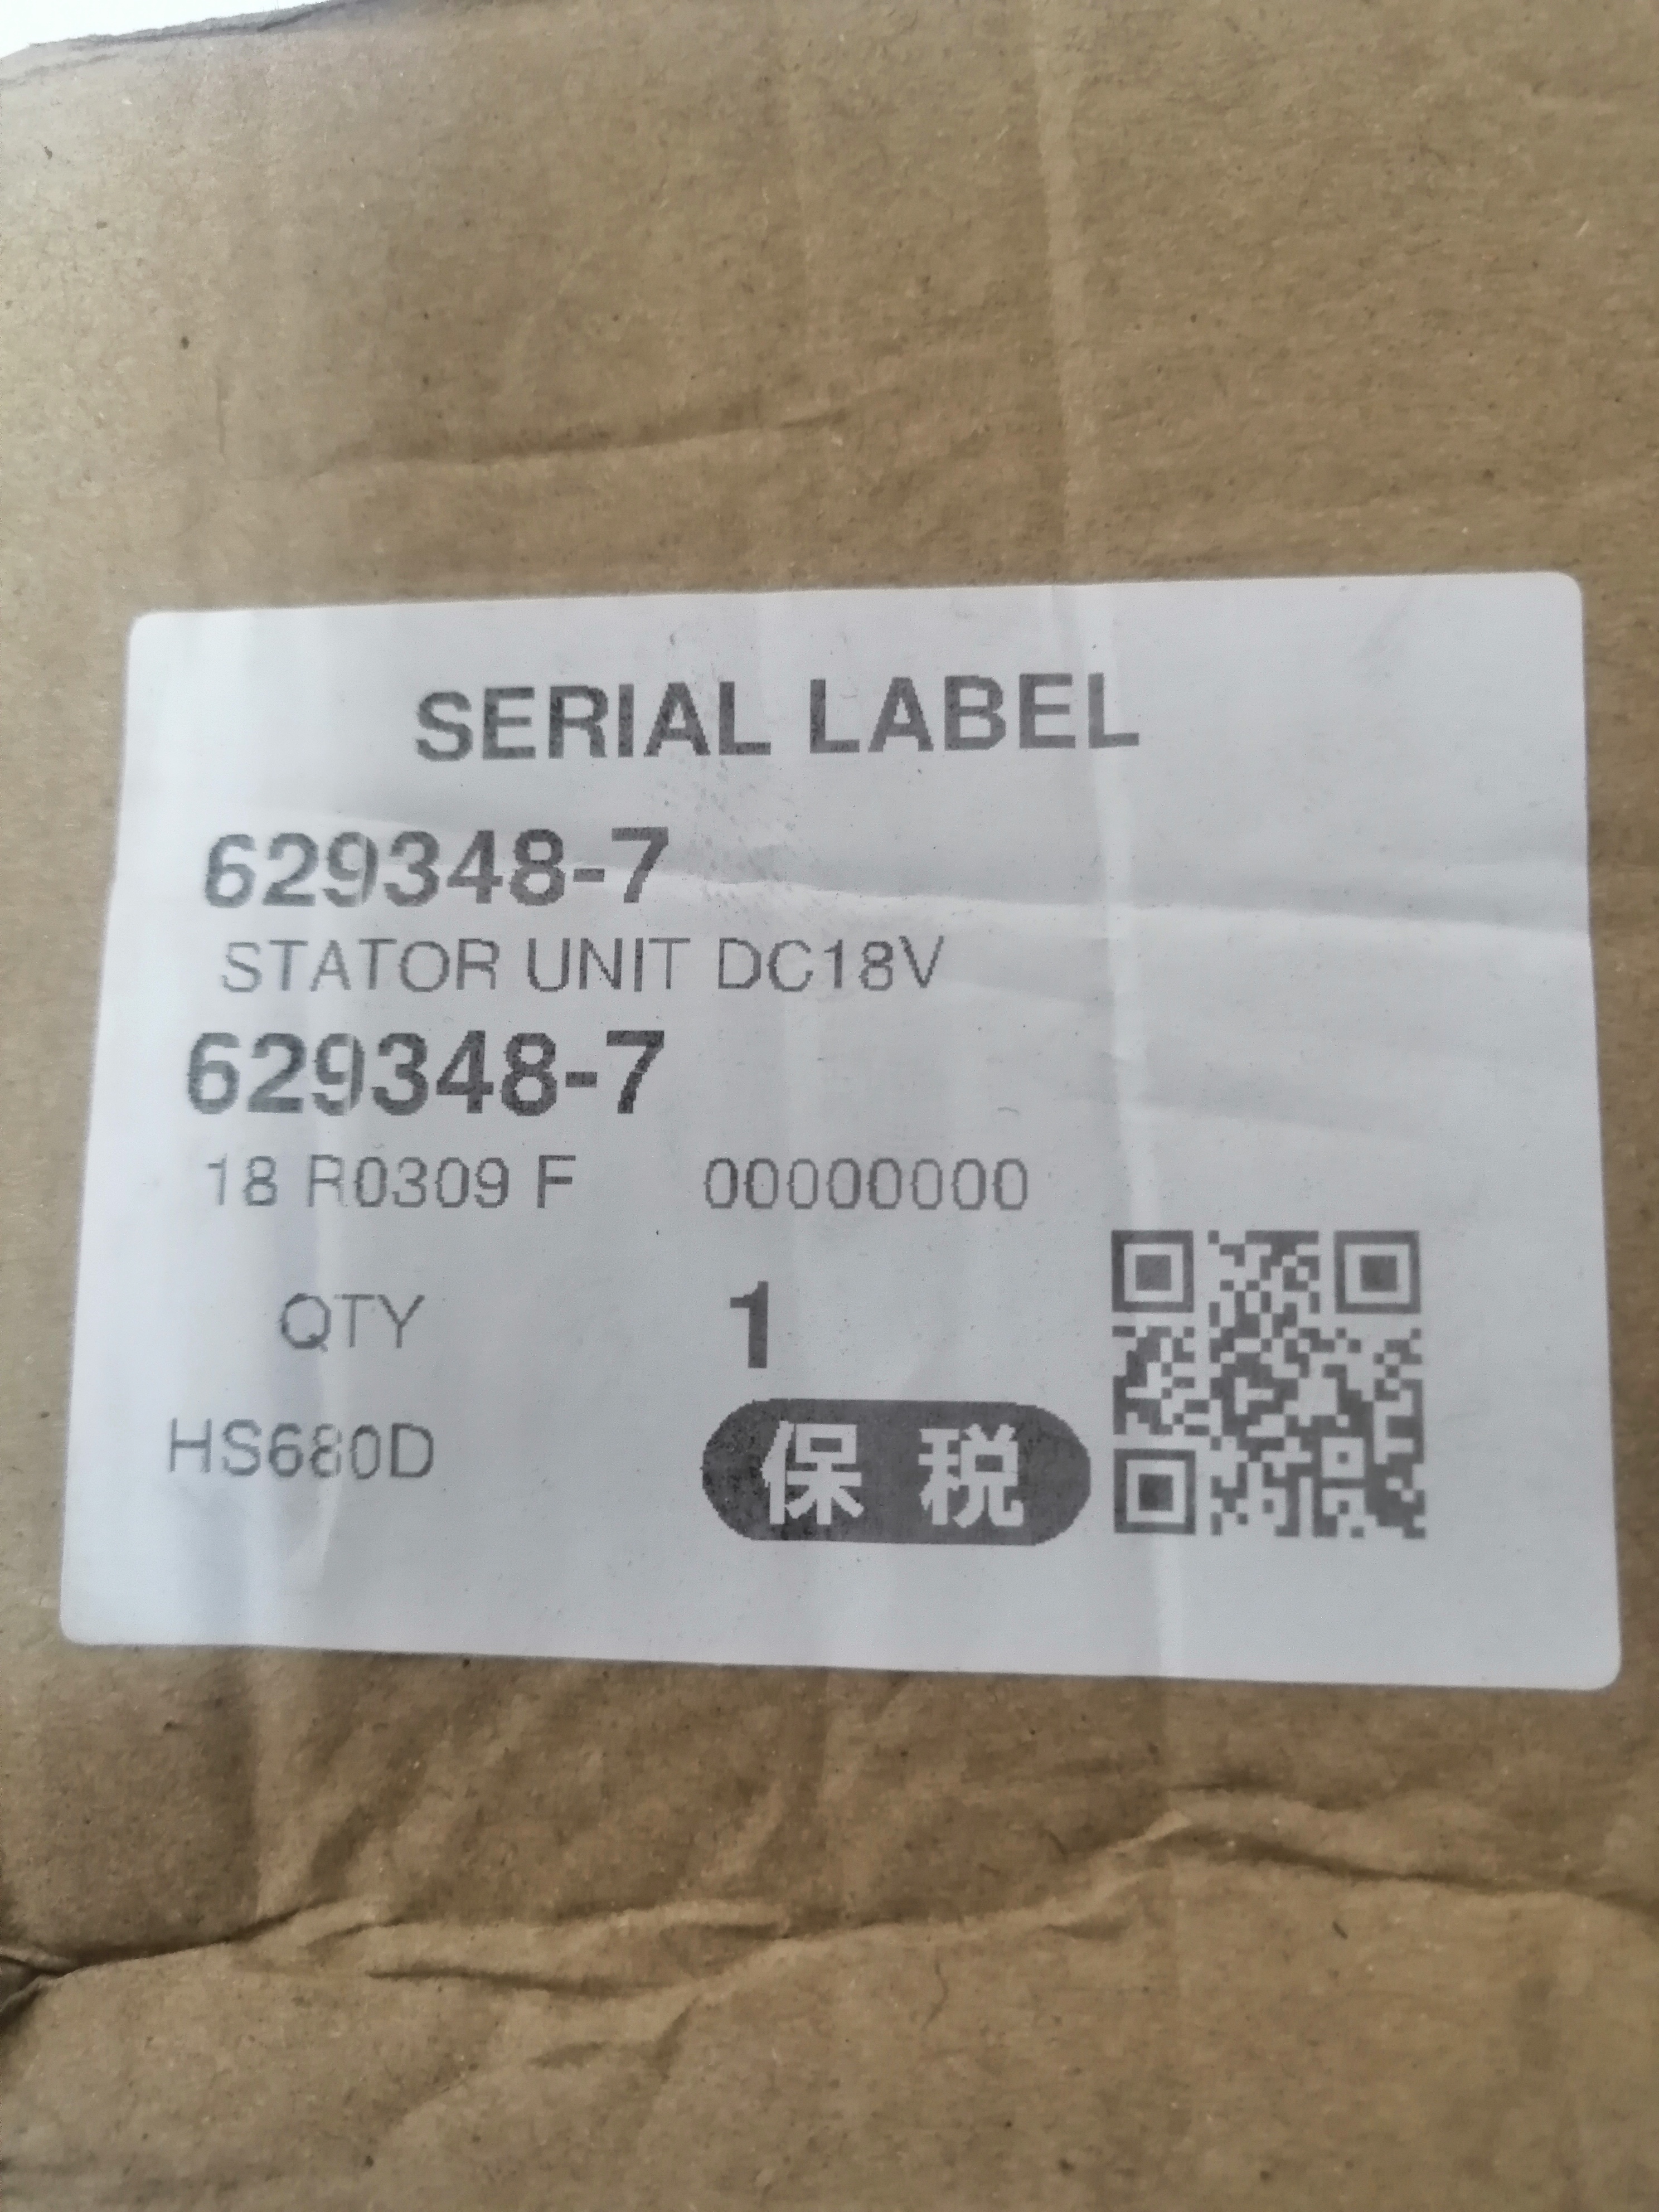 SERIAL LABEL
629348-7
STATOR UNIT DC18V
629348-7
18 R0309 F 00000000
QTY 1
HS680D 保 税